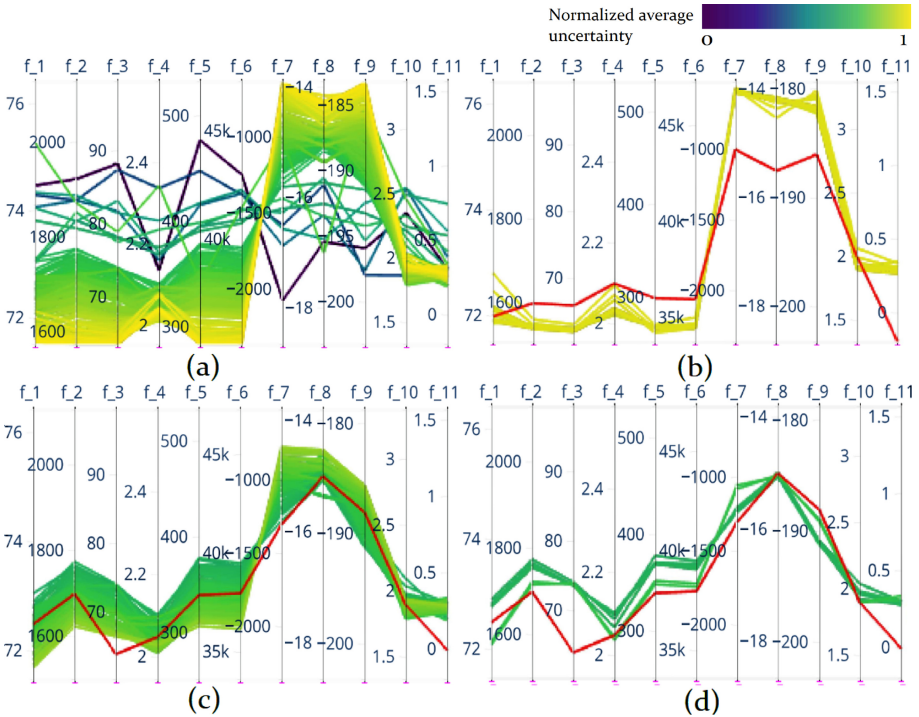 Normalized average
uncertainty
0 1
f_1 f_2 f_3 f_4 f_5 f_6 f_7 f_8 f_9 f_10 f_11
76 2000 90 2.4 500 45k −1000 −14 −185 3 1.5
74 1800 80 2.2 400 40k −1500 −16 −190 2.5 1
72 1600 70 2 300 −2000 −18 −195 2 0.5
−200 1.5 0
(a)
f_1 f_2 f_3 f_4 f_5 f_6 f_7 f_8 f_9 f_10 f_11
76 2000 90 2.4 500 45k −1000 −14 −180 3 1.5
74 1800 80 2.2 400 40k −1500 −16 −190 2.5 1
72 1600 70 2 300 35k −2000 −18 −200 1.5 0.5
0
(b)
f_1 f_2 f_3 f_4 f_5 f_6 f_7 f_8 f_9 f_10 f_11
76 2000 90 2.4 500 45k −1000 −14 −180 3 1.5
74 1800 80 2.2 400 40k −1500 −16 −190 2.5 1
72 1600 70 2 300 35k −2000 −18 −200 2 0.5
1.5 0
(c)
f_1 f_2 f_3 f_4 f_5 f_6 f_7 f_8 f_9 f_10 f_11
76 2000 90 2.4 500 45k −1000 −14 −180 3 1.5
74 1800 80 2.2 400 40k −1500 −16 −190 2.5 1
72 1600 70 2 300 35k −2000 −18 −200 2 0.5
1.5 0
(d)